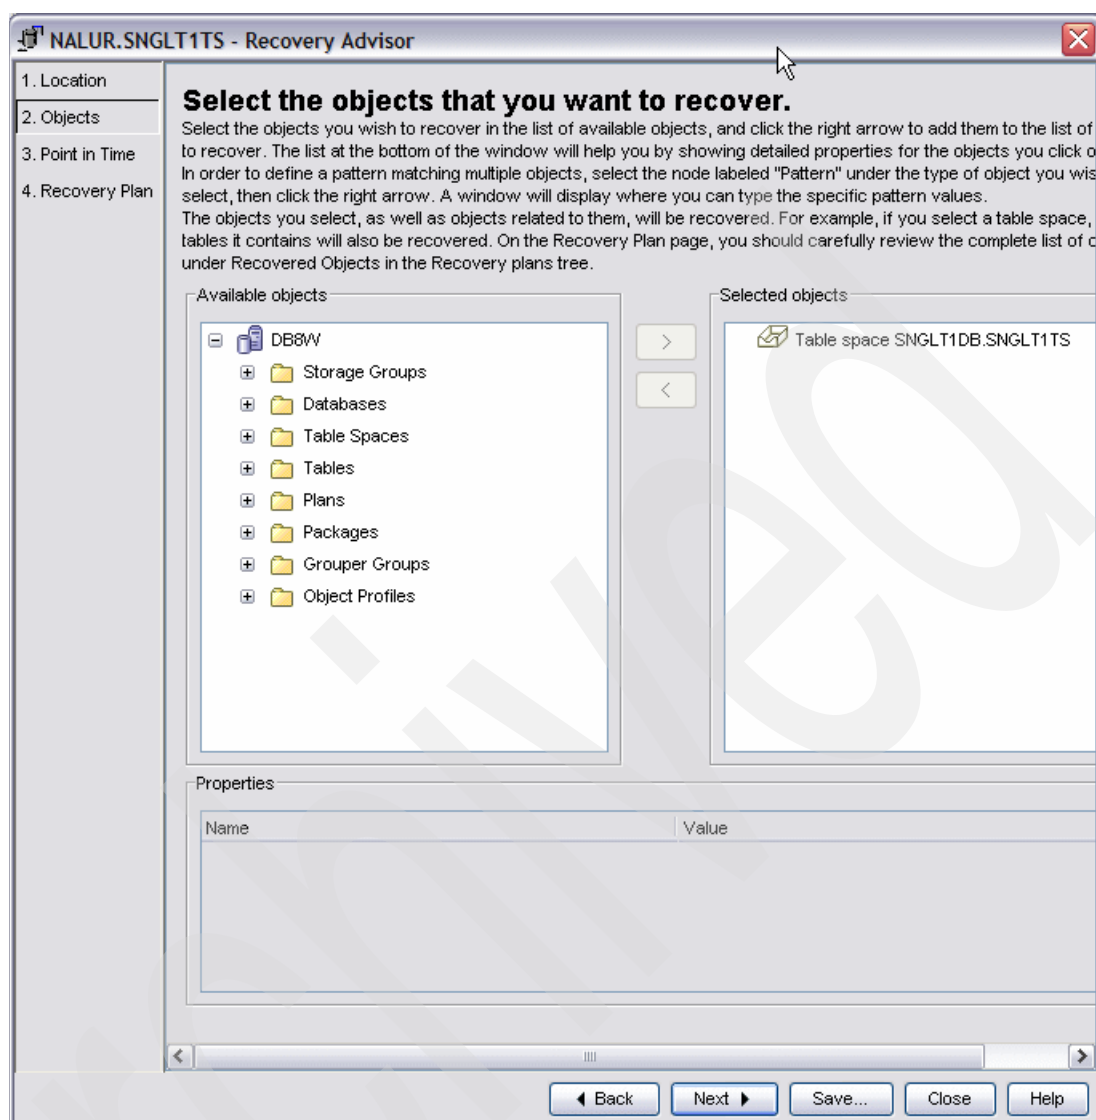 NALUR.SNGLT1TS - Recovery Advisor
1. Location
2. Objects
3. Point in Time
4. Recovery Plan
Select the objects that you want to recover.
Select the objects you wish to recover in the list of available objects, and click the right arrow to add them to the list of
to recover. The list at the bottom of the window will help you by showing detailed properties for the objects you click
In order to define a pattern matching multiple objects, select the node labeled "Pattern" under the type of object you
select, then click the right arrow. A window will display where you can type the specific pattern values.
The objects you select, as well as objects related to them, will be recovered. For example, if you select a table space,
tables it contains will also be recovered. On the Recovery Plan page, you should carefully review the complete list of
under Recovered Objects in the Recovery plans tree.
Available objects
DB8W
Storage Groups
Databases
Table Spaces
Tables
Plans
Packages
Grouper Groups
Object Profiles
>
<
Selected objects
Table space SNGLT1DB.SNGLT1TS
Properties
Name Value
Back Next Save... Close Help